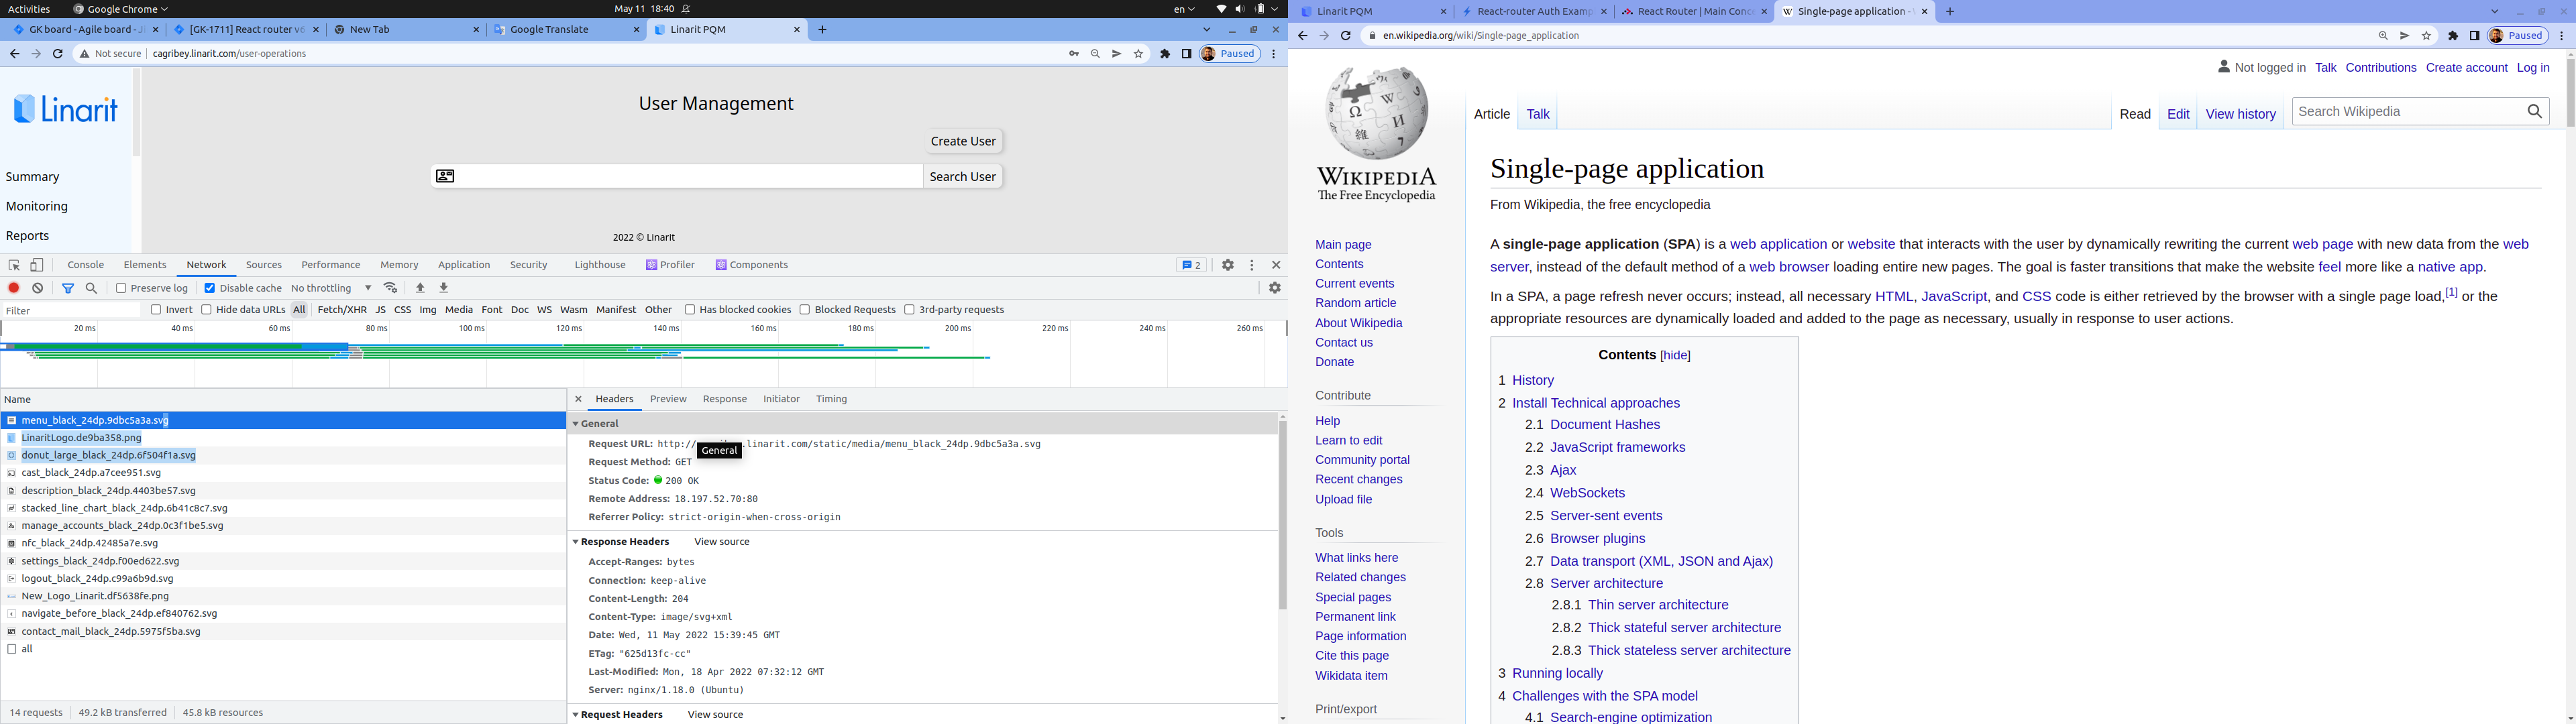 Activities
Google Chrome
May 11 18:40
en
GK board - Agile board - Ji
[GK-1711] React router v6
New Tab
Google Translate
Linarit PQM
Not secure
cagribey.linarit.com/user-operations
Paused
Linarit
Summary
Monitoring
Reports
User Management
Create User
Search User
2022 © Linarit
Console
Elements
Network
Sources
Performance
Memory
Application
Security
Lighthouse
Profiler
Components
2
Preserve log
Disable cache
No throttling
Filter
Invert
Hide data URLs
All
Fetch/XHR
JS
CSS
Img
Media
Font
Doc
WS
Wasm
Manifest
Other
Has blocked cookies
Blocked Requests
3rd-party requests
20 ms
40 ms
60 ms
80 ms
100 ms
120 ms
140 ms
160 ms
180 ms
200 ms
220 ms
240 ms
260 ms
Name
menu_black_24dp.9dbc5a3a.svg
LinaritLogo.de9ba358.png
donut_large_black_24dp.6f504f1a.svg
cast_black_24dp.a7cee951.svg
description_black_24dp.4403be57.svg
stacked_line_chart_black_24dp.6b41c8c7.svg
manage_accounts_black_24dp.0c3f1be5.svg
nfc_black_24dp.42485a7e.svg
settings_black_24dp.f00ed622.svg
logout_black_24dp.c99a6b9d.svg
New_Logo_Linarit.df5638fe.png
navigate_before_black_24dp.ef840762.svg
contact_mail_black_24dp.5975f5ba.svg
all
14 requests
49.2 kB transferred
45.8 kB resources
Headers
Preview
Response
Initiator
Timing
General
Request URL: http:// .linarit.com/static/media/menu_black_24dp.9dbc5a3a.svg
General
Request Method: GET
Status Code: 200 OK
Remote Address: 18.197.52.70:80
Referrer Policy: strict-origin-when-cross-origin
Response Headers View source
Accept-Ranges: bytes
Connection: keep-alive
Content-Length: 204
Content-Type: image/svg+xml
Date: Wed, 11 May 2022 15:39:45 GMT
ETag: "625d13fc-cc"
Last-Modified: Mon, 18 Apr 2022 07:32:12 GMT
Server: nginx/1.18.0 (Ubuntu)
Request Headers View source
Linarit PQM
React-router Auth Examp
React Router | Main Conc
Single-page application -
en.wikipedia.org/wiki/Single-page_application
Paused
Not logged in
Talk
Contributions
Create account
Log in
WIKIPEDIA
The Free Encyclopedia
Article
Talk
Read
Edit
View history
Search Wikipedia
Main page
Contents
Current events
Random article
About Wikipedia
Contact us
Donate
Contribute
Help
Learn to edit
Community portal
Recent changes
Upload file
Tools
What links here
Related changes
Special pages
Permanent link
Page information
Cite this page
Wikidata item
Print/export
Single-page application
From Wikipedia, the free encyclopedia
A single-page application (SPA) is a web application or website that interacts with the user by dynamically rewriting the current web page with new data from the web
server, instead of the default method of a web browser loading entire new pages. The goal is faster transitions that make the website feel more like a native app.
In a SPA, a page refresh never occurs; instead, all necessary HTML, JavaScript, and CSS code is either retrieved by the browser with a single page load,[1] or the
appropriate resources are dynamically loaded and added to the page as necessary, usually in response to user actions.
Contents [hide]
1 History
2 Install Technical approaches
2.1 Document Hashes
2.2 JavaScript frameworks
2.3 Ajax
2.4 WebSockets
2.5 Server-sent events
2.6 Browser plugins
2.7 Data transport (XML, JSON and Ajax)
2.8 Server architecture
2.8.1 Thin server architecture
2.8.2 Thick stateful server architecture
2.8.3 Thick stateless server architecture
3 Running locally
4 Challenges with the SPA model
4.1 Search-engine optimization